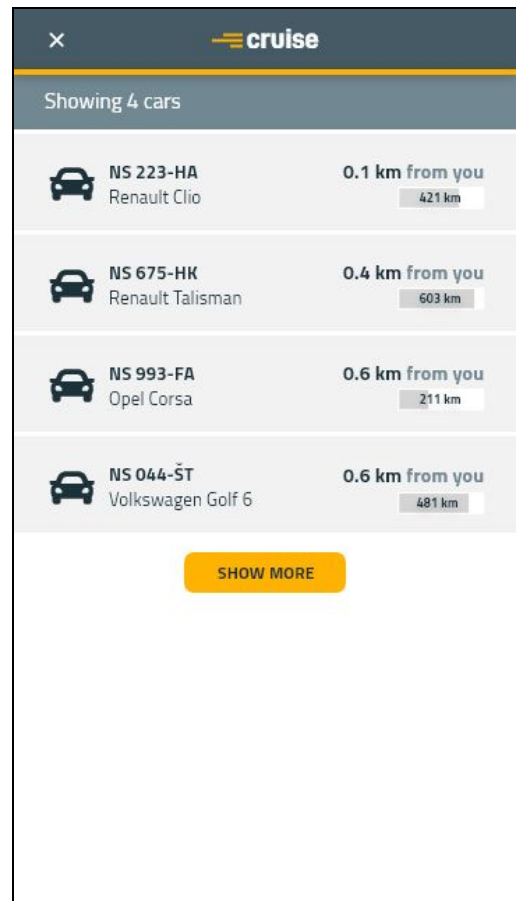 × cruise
Showing 4 cars
NS 223-HA 0.1 km from you
Renault Clio 421 km
NS 675-HK 0.4 km from you
Renault Talisman 603 km
NS 993-FA 0.6 km from you
Opel Corsa 211 km
NS 044-ŠT 0.6 km from you
Volkswagen Golf 6 481 km
SHOW MORE